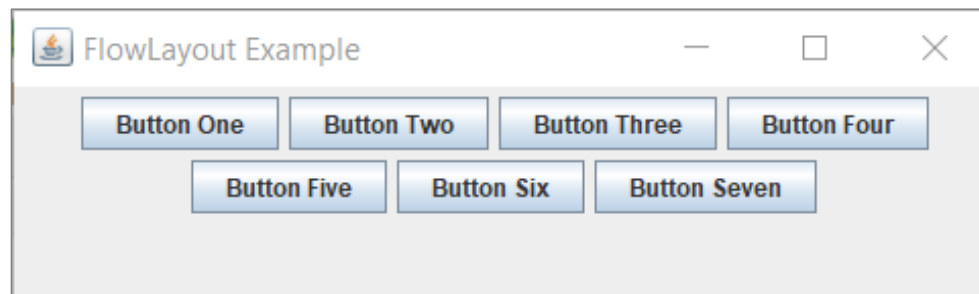 FlowLayout Example
Button One Button Two Button Three Button Four
Button Five Button Six Button Seven